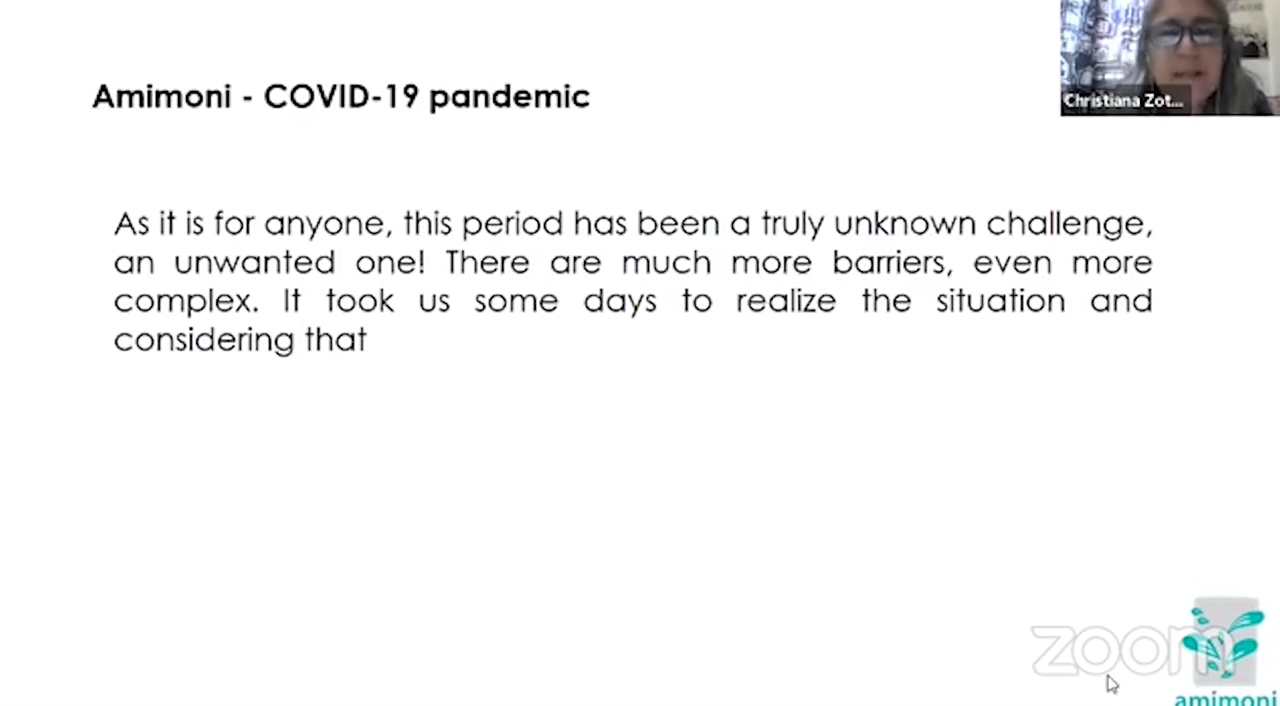 Christiana Zot...
Amimoni - COVID-19 pandemic
As it is for anyone, this period has been a truly unknown challenge,
an unwanted one! There are much more barriers, even more
complex. It took us some days to realize the situation and
considering that
zoom
amimoni